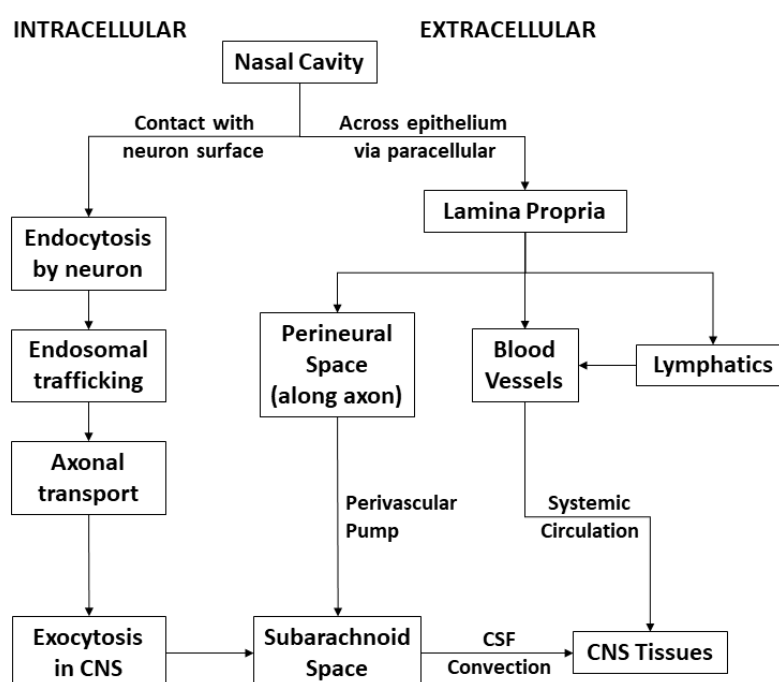 INTRACELLULAR
EXTRACELLULAR
Nasal Cavity
Contact with
neuron surface
Across epithelium
via paracellular
Lamina Propria
Endocytosis
by neuron
Perineural
Space
(along axon)
Blood
Vessels
Lymphatics
Endosomal
trafficking
Axonal
transport
Perivascular
Pump
Systemic
Circulation
Exocytosis
in CNS
Subarachnoid
Space
CSF
Convection
CNS Tissues